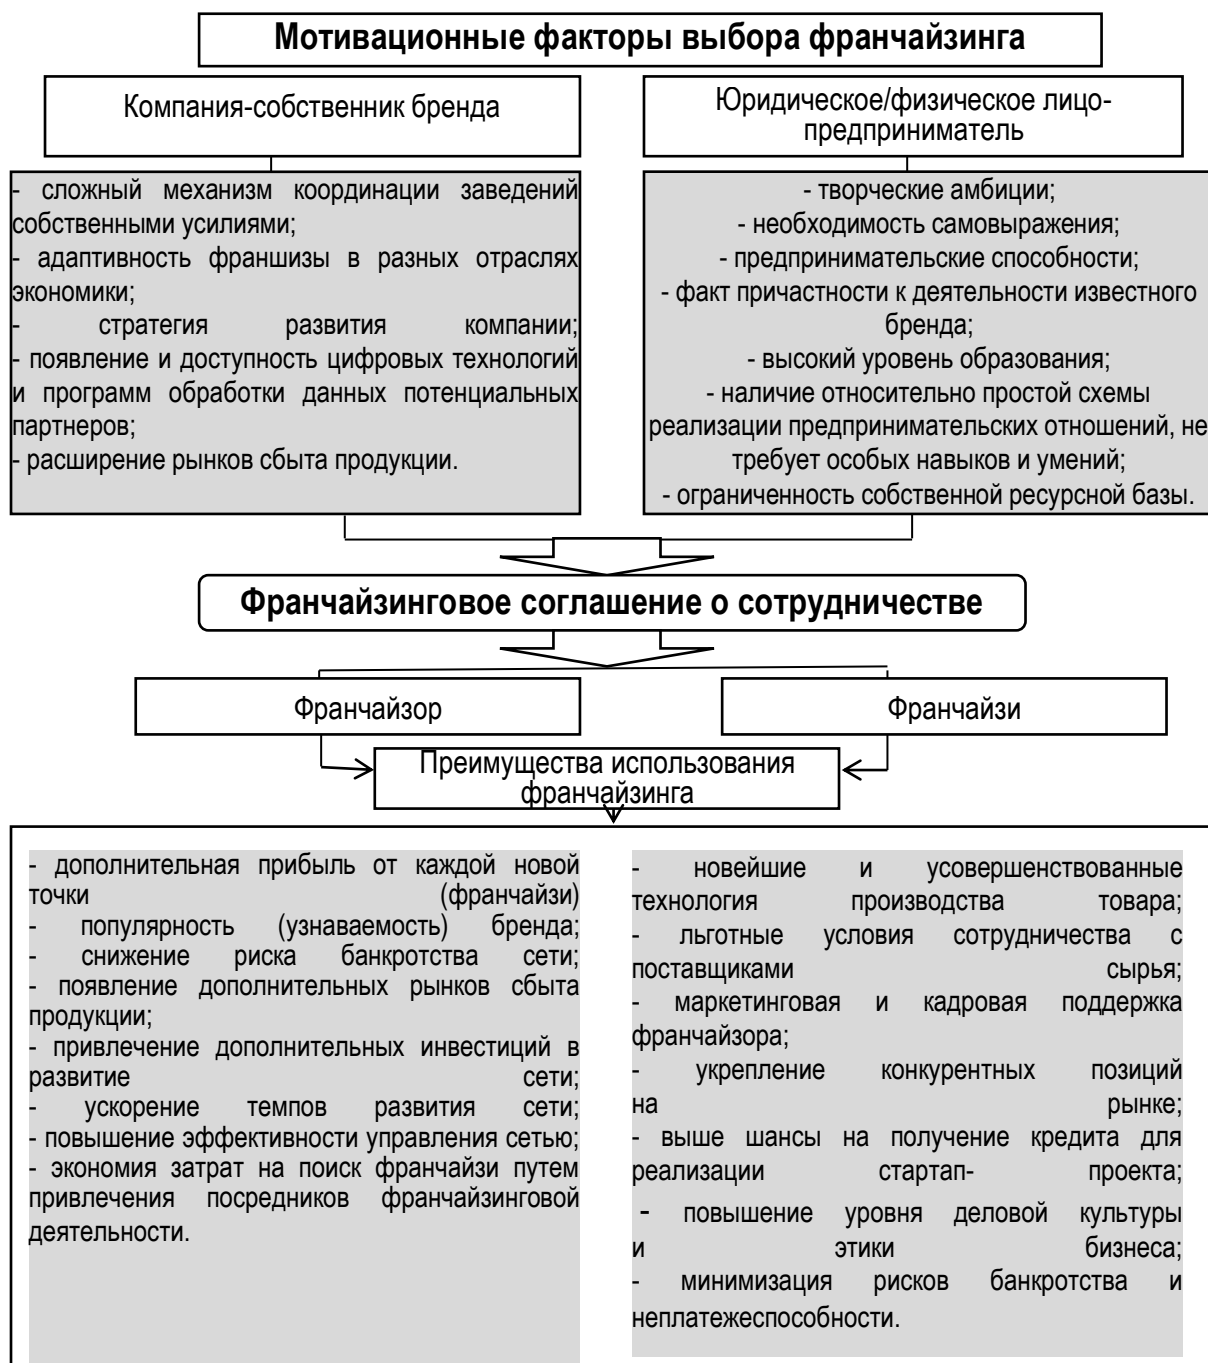 Мотивационные факторы выбора франчайзинга
Компания-собственник бренда
Юридическое/физическое лицо-
предприниматель
- сложный механизм координации заведений
собственными усилиями;
- адаптивность франшизы в разных отраслях
экономики;
- стратегия развития компании;
- появление и доступность цифровых технологий
и программ обработки данных потенциальных
партнеров;
- расширение рынков сбыта продукции.
- творческие амбиции;
- необходимость самовыражения;
- предпринимательские способности;
- факт причастности к деятельности известного
бренда;
- высокий уровень образования;
- наличие относительно простой схемы
реализации предпринимательских отношений, не
требует особых навыков и умений;
- ограниченность собственной ресурсной базы.
Франчайзинговое соглашение о сотрудничестве
Франчайзор
Франчайзи
Преимущества использования
франчайзинга
- дополнительная прибыль от каждой новой
точки (франчайзи)
- популярность (узнаваемость) бренда;
- снижение риска банкротства сети;
- появление дополнительных рынков сбыта
продукции;
- привлечение дополнительных инвестиций в
развитие сети;
- ускорение темпов развития сети;
- повышение эффективности управления сетью;
- экономия затрат на поиск франчайзи путем
привлечения посредников франчайзинговой
деятельности.
- новейшие и усовершенствованные
технология производства товара;
- льготные условия сотрудничества с
поставщиками сырья;
- маркетинговая и кадровая поддержка
франчайзора;
- укрепление конкурентных позиций
на рынке;
- выше шансы на получение кредита для
реализации стартап- проекта;
- повышение уровня деловой культуры
и этики бизнеса;
- минимизация рисков банкротства и
неплатежеспособности.